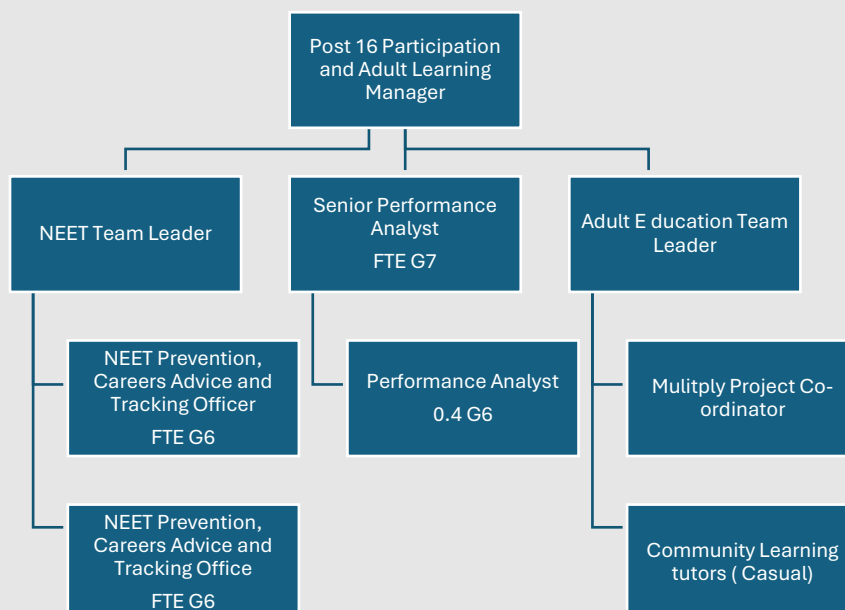 Post 16 Participation
and Adult Learning
Manager
NEET Team Leader
Senior Performance
Analyst
FTE G7
Adult E ducation Team
Leader
NEET Prevention,
Careers Advice and
Tracking Officer
FTE G6
Performance Analyst
0.4 G6
Mulitply Project Co-
ordinator
NEET Prevention,
Careers Advice and
Tracking Office
FTE G6
Community Learning
tutors ( Casual)